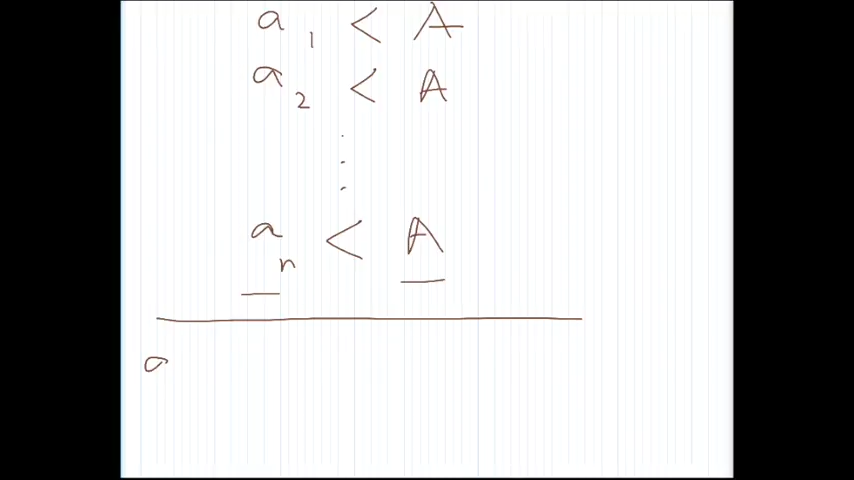 a₁ < A
a₂ < A
⋮
aₙ < A
a